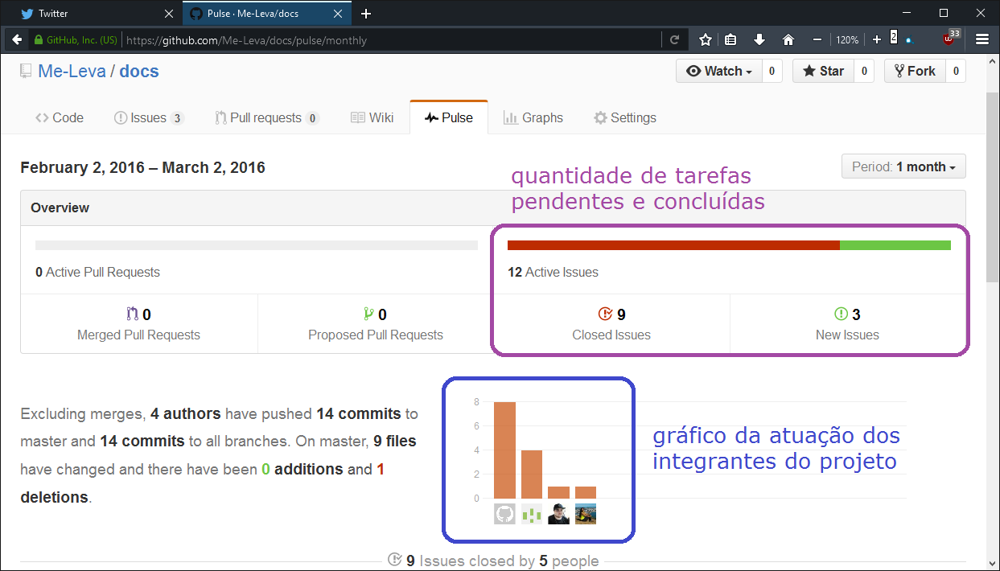 Twitter
Pulse · Me-Leva/docs
GitHub, Inc. (US)
https://github.com/Me-Leva/docs/pulse/monthly
120%
2
33
Me-Leva / docs
Watch 0
Star 0
Fork 0
Code
Issues 3
Pull requests 0
Wiki
Pulse
Graphs
Settings
February 2, 2016 – March 2, 2016
Period: 1 month
quantidade de tarefas
pendentes e concluídas
Overview
0 Active Pull Requests
12 Active Issues
0
Merged Pull Requests
0
Proposed Pull Requests
9
Closed Issues
3
New Issues
Excluding merges, 4 authors have pushed 14 commits to
master and 14 commits to all branches. On master, 9 files
have changed and there have been 0 additions and 1
deletions.
8
6
4
2
0
gráfico da atuação dos
integrantes do projeto
9 Issues closed by 5 people